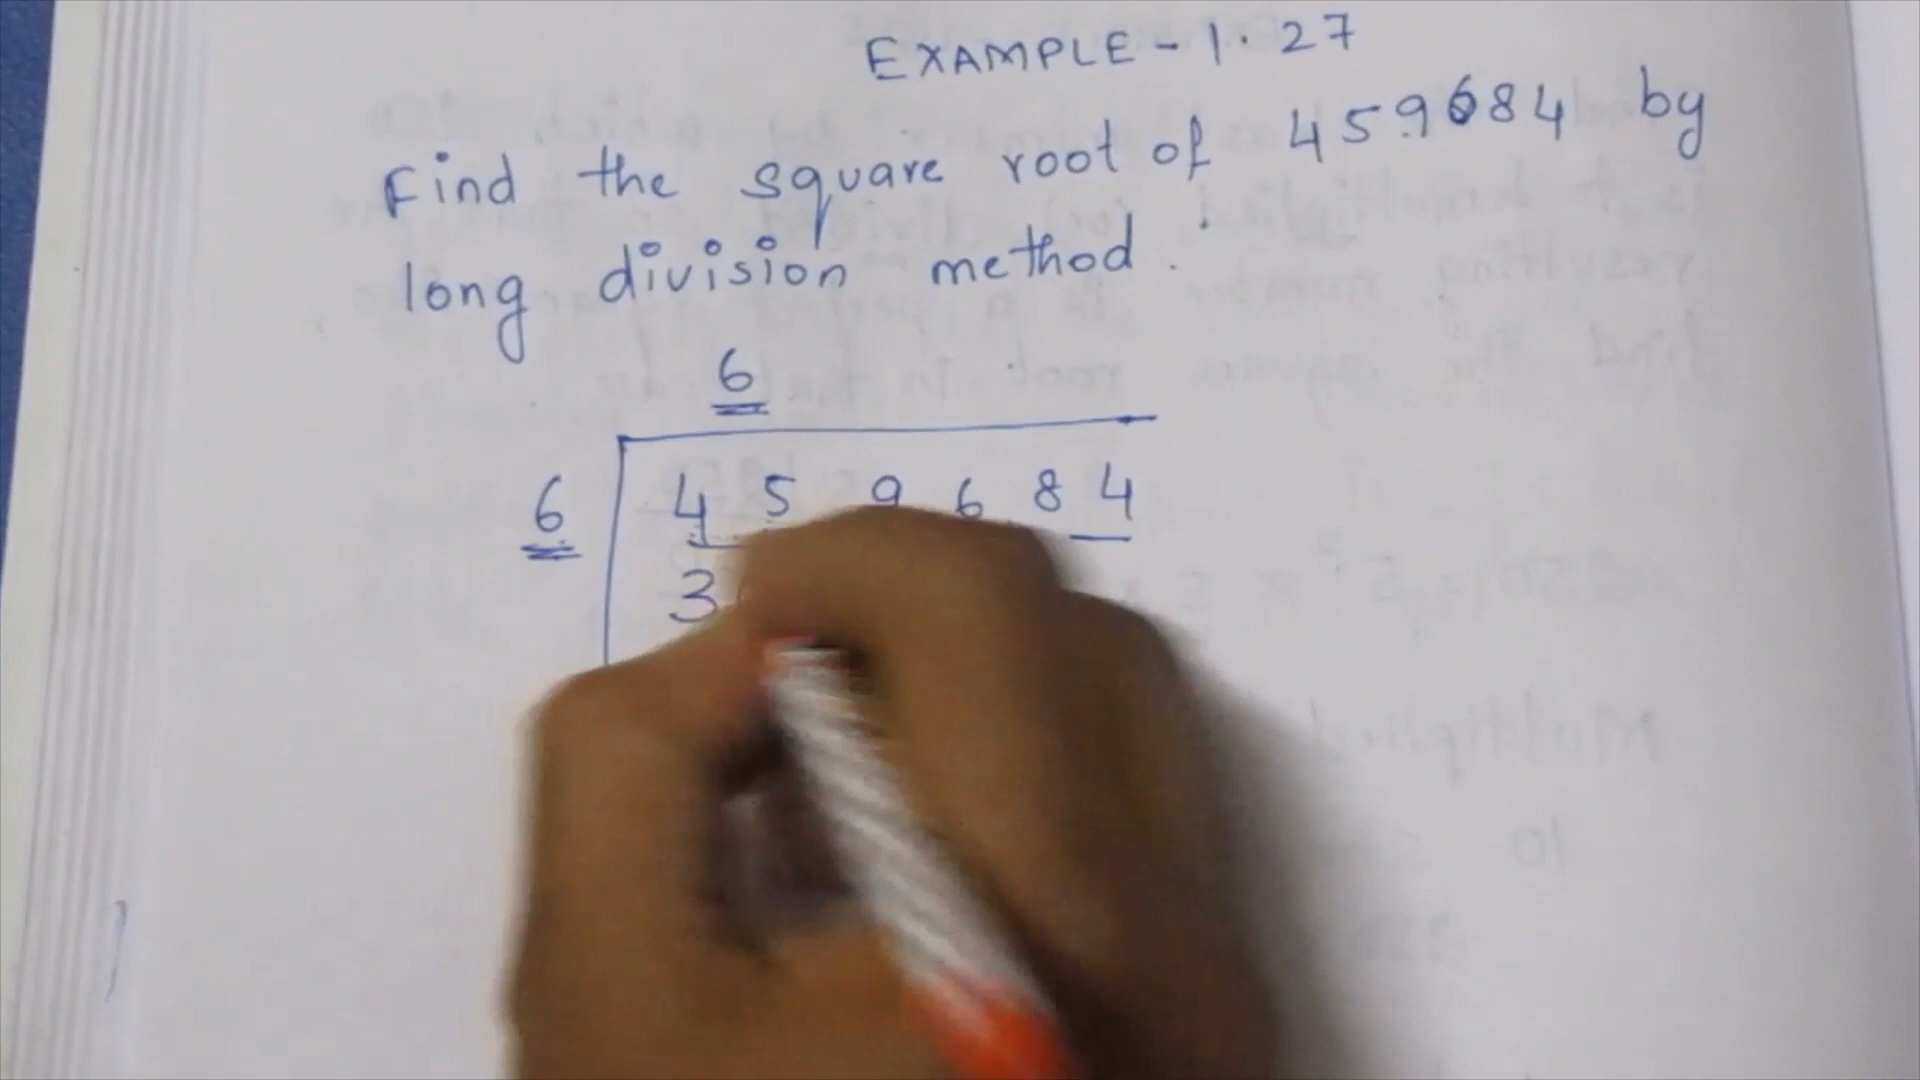 EXAMPLE - 1.27
Find the square root of 459684 by
long division method.
6
6 4 5 9 6 8 4
3